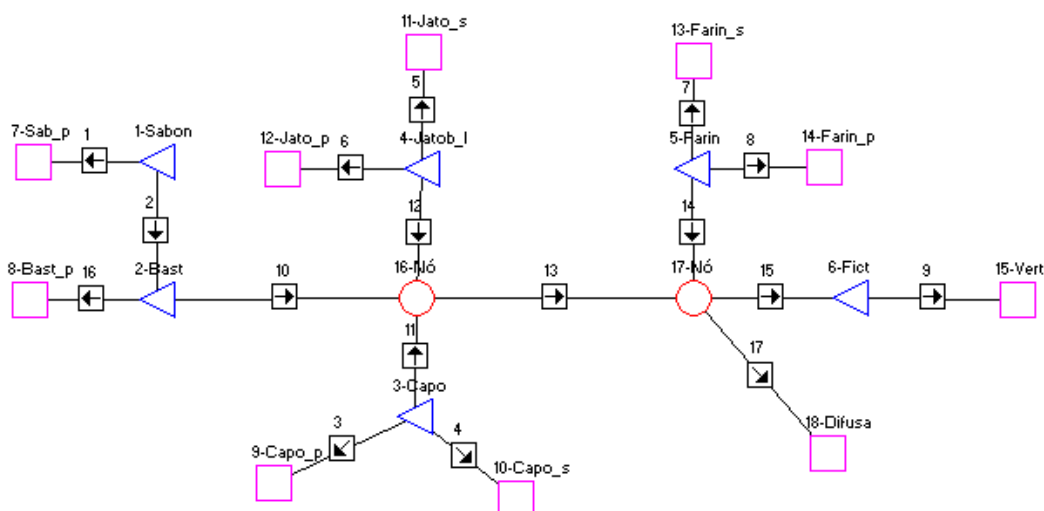 11-Jato_s
13-Farin_s
5
7
7-Sab_p
1
1-Sabon
12-Jato_p
6
4-Jatob_I
5-Farin
8
14-Farin_p
2
12
14
8-Bast_p
16
2-Bast
10
16-Nó
13
17-Nó
15
6-Fict
9
15-Vert
11
17
3-Capo
3
4
18-Difusa
9-Capo_p
10-Capo_s